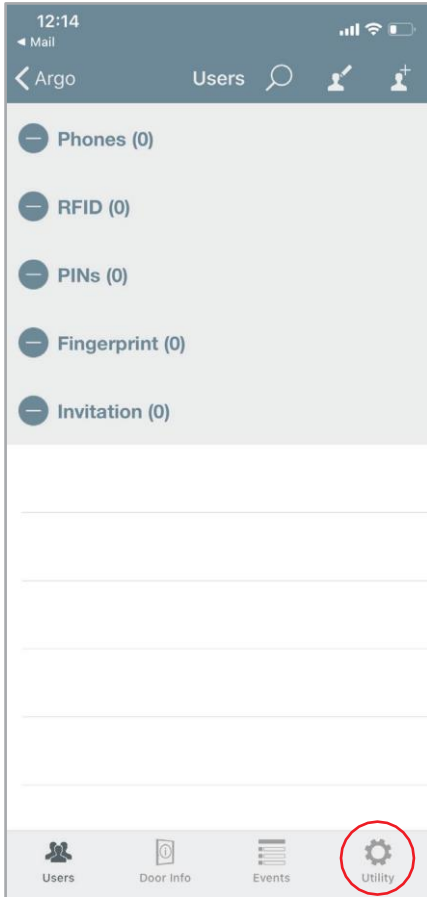 12:14
◀ Mail
Argo Users
Phones (0)
RFID (0)
PINs (0)
Fingerprint (0)
Invitation (0)
Users Door Info Events Utility